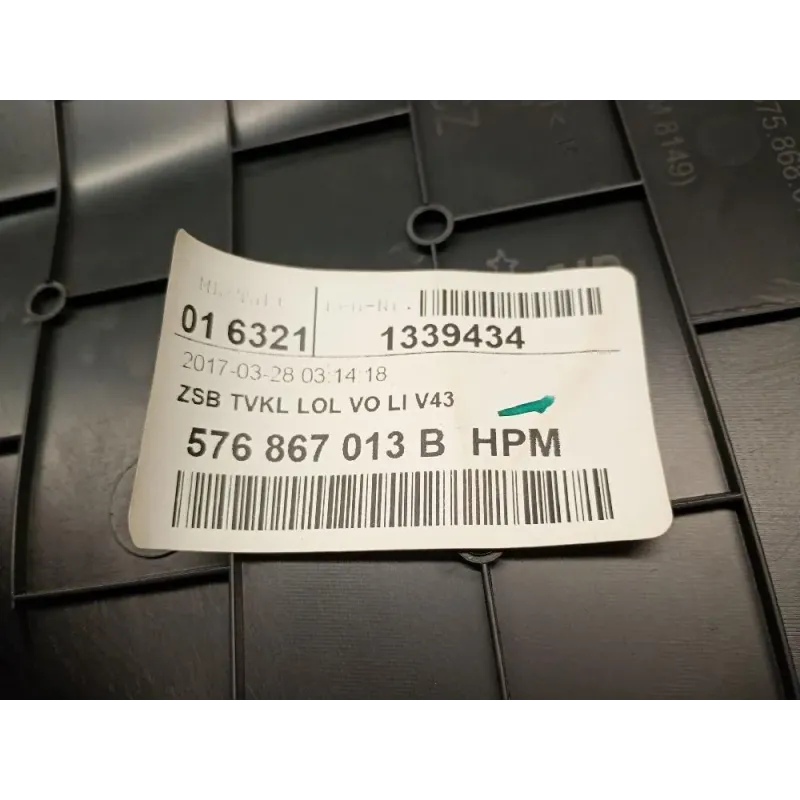 01 6321
1339434
2017-03-28 03:14:18
ZSB TVKL LOL VO LI V43
576 867 013 B HPM
8149)